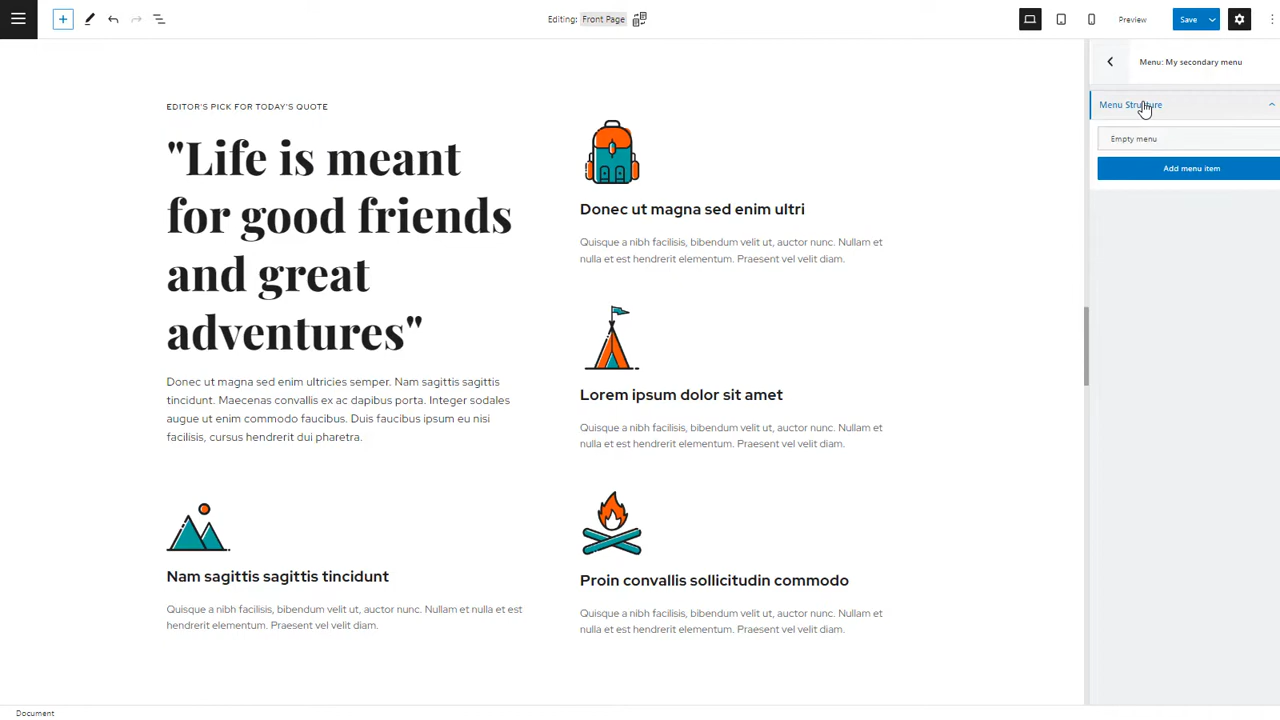 Editing: Front Page
Preview
Save
Menu: My secondary menu
Menu Structure
Empty menu
Add menu item
EDITOR'S PICK FOR TODAY'S QUOTE
"Life is meant
for good friends
and great
adventures"
Donec ut magna sed enim ultricies semper. Nam sagittis sagittis
tincidunt. Maecenas convallis ex ac dapibus porta. Integer sodales
augue ut enim commodo faucibus. Duis faucibus ipsum eu nisi
facilisis, cursus hendrerit dui pharetra.
Nam sagittis sagittis tincidunt
Quisque a nibh facilisis, bibendum velit ut, auctor nunc. Nullam et nulla et est
hendrerit elementum. Praesent vel velit diam.
Donec ut magna sed enim ultri
Quisque a nibh facilisis, bibendum velit ut, auctor nunc. Nullam et
nulla et est hendrerit elementum. Praesent vel velit diam.
Lorem ipsum dolor sit amet
Quisque a nibh facilisis, bibendum velit ut, auctor nunc. Nullam et
nulla et est hendrerit elementum. Praesent vel velit diam.
Proin convallis sollicitudin commodo
Quisque a nibh facilisis, bibendum velit ut, auctor nunc. Nullam et
nulla et est hendrerit elementum. Praesent vel velit diam.
Document